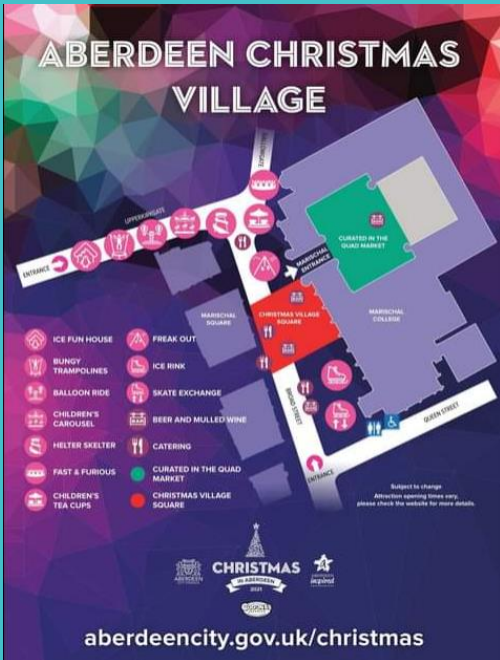 ABERDEEN CHRISTMAS
VILLAGE
GALLOWGATE
UPPERKIRKGATE
ENTRANCE
CURATED IN THE
QUAD MARKET
MARISCHAL
ENTRANCE
MARISCHAL
SQUARE
CHRISTMAS VILLAGE
SQUARE
MARISCHAL
COLLEGE
BROAD STREET
QUEEN STREET
ENTRANCE
ICE FUN HOUSE
BUNGY
TRAMPOLINES
BALLOON RIDE
CHILDREN'S
CAROUSEL
HELTER SKELTER
FAST & FURIOUS
CHILDREN'S
TEA CUPS
FREAK OUT
ICE RINK
SKATE EXCHANGE
BEER AND MULLED WINE
CATERING
CURATED IN THE QUAD
MARKET
CHRISTMAS VILLAGE
SQUARE
Subject to change
Attraction opening times vary,
please check the website for more details.
ABERDEEN
CHRISTMAS
IN ABERDEEN
2021
inspired
aberdeencity.gov.uk/christmas